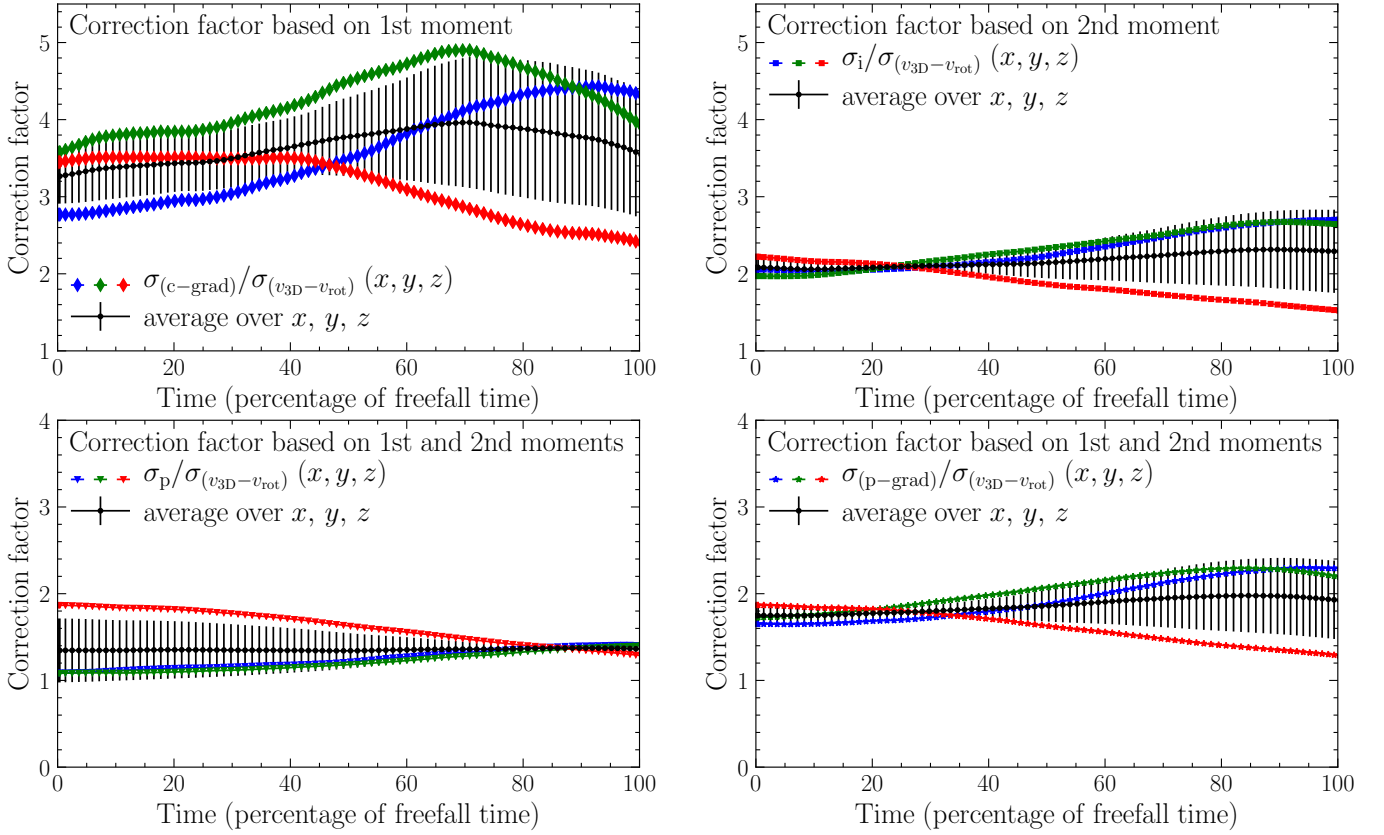 Correction factor based on 1st moment
5
4
3
2
1
Correction factor
σ(c−grad)/σ(v3D−vrot) (x, y, z)
average over x, y, z
0 20 40 60 80 100
Time (percentage of freefall time)
Correction factor based on 2nd moment
σi/σ(v3D−vrot) (x, y, z)
average over x, y, z
5
4
3
2
1
Correction factor
0 20 40 60 80 100
Time (percentage of freefall time)
Correction factor based on 1st and 2nd moments
σp/σ(v3D−vrot) (x, y, z)
average over x, y, z
4
3
2
1
0
Correction factor
0 20 40 60 80 100
Time (percentage of freefall time)
Correction factor based on 1st and 2nd moments
σ(p−grad)/σ(v3D−vrot) (x, y, z)
average over x, y, z
4
3
2
1
0
Correction factor
0 20 40 60 80 100
Time (percentage of freefall time)